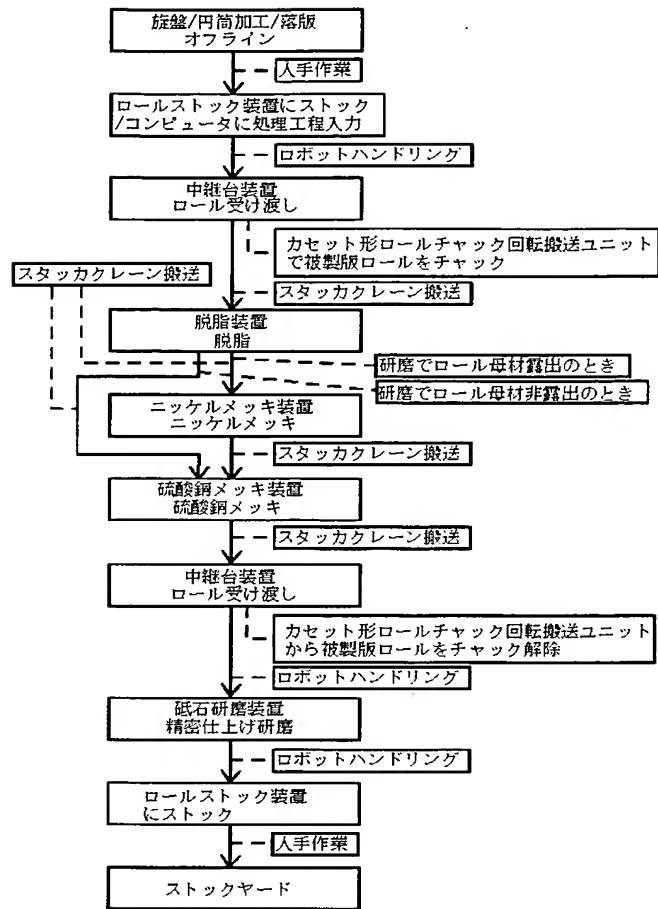 旋盤/円筒加工/落版
オフライン
人手作業
ロールストック装置にストック
/コンピュータに処理工程入力
ロボットハンドリング
中継台装置
ロール受け渡し
カセット形ロールチャック回転搬送ユニット
で被製版ロールをチャック
スタッカクレーン搬送
スタッカクレーン搬送
脱脂装置
脱脂
研磨でロール母材露出のとき
研磨でロール母材非露出のとき
ニッケルメッキ装置
ニッケルメッキ
スタッカクレーン搬送
硫酸銅メッキ装置
硫酸銅メッキ
スタッカクレーン搬送
中継台装置
ロール受け渡し
カセット形ロールチャック回転搬送ユニット
から被製版ロールをチャック解除
ロボットハンドリング
砥石研磨装置
精密仕上げ研磨
ロボットハンドリング
ロールストック装置
にストック
人手作業
ストックヤード